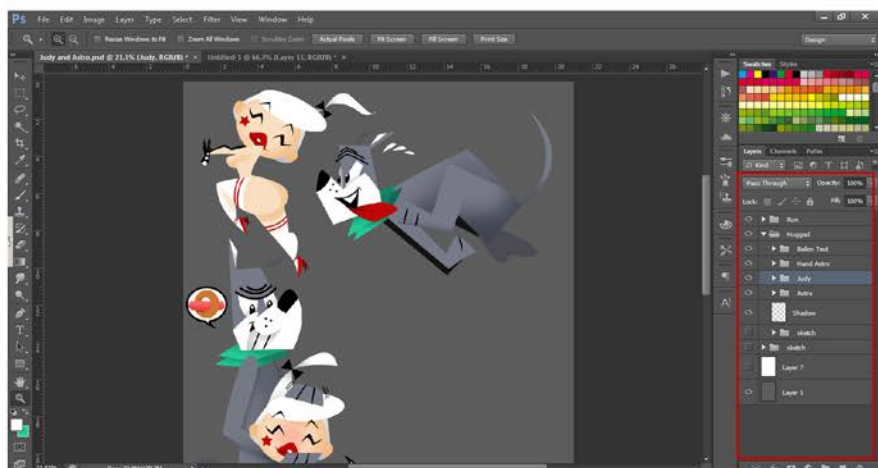 Ps File Edit Image Layer Type Select Filter View Window Help
Resize Windows to Fit Zoom All Windows Scrubby Zoom Actual Pixels Fit Screen Fill Screen Print Size Design
Judy and Astro.psd @ 21,1% (Judy, RGB/8) * × Untitled-1 @ 66,7% (Layer 11, RGB/8) * ×
Swatches Styles
Layers Channels Paths
Kind
Pass Through Opacity: 100%
Lock: Fill: 100%
Run
Hugged
Ballon Text
Hand Astro
Judy
Astro
Shadow
sketch
sketch
Layer 7
Layer 1